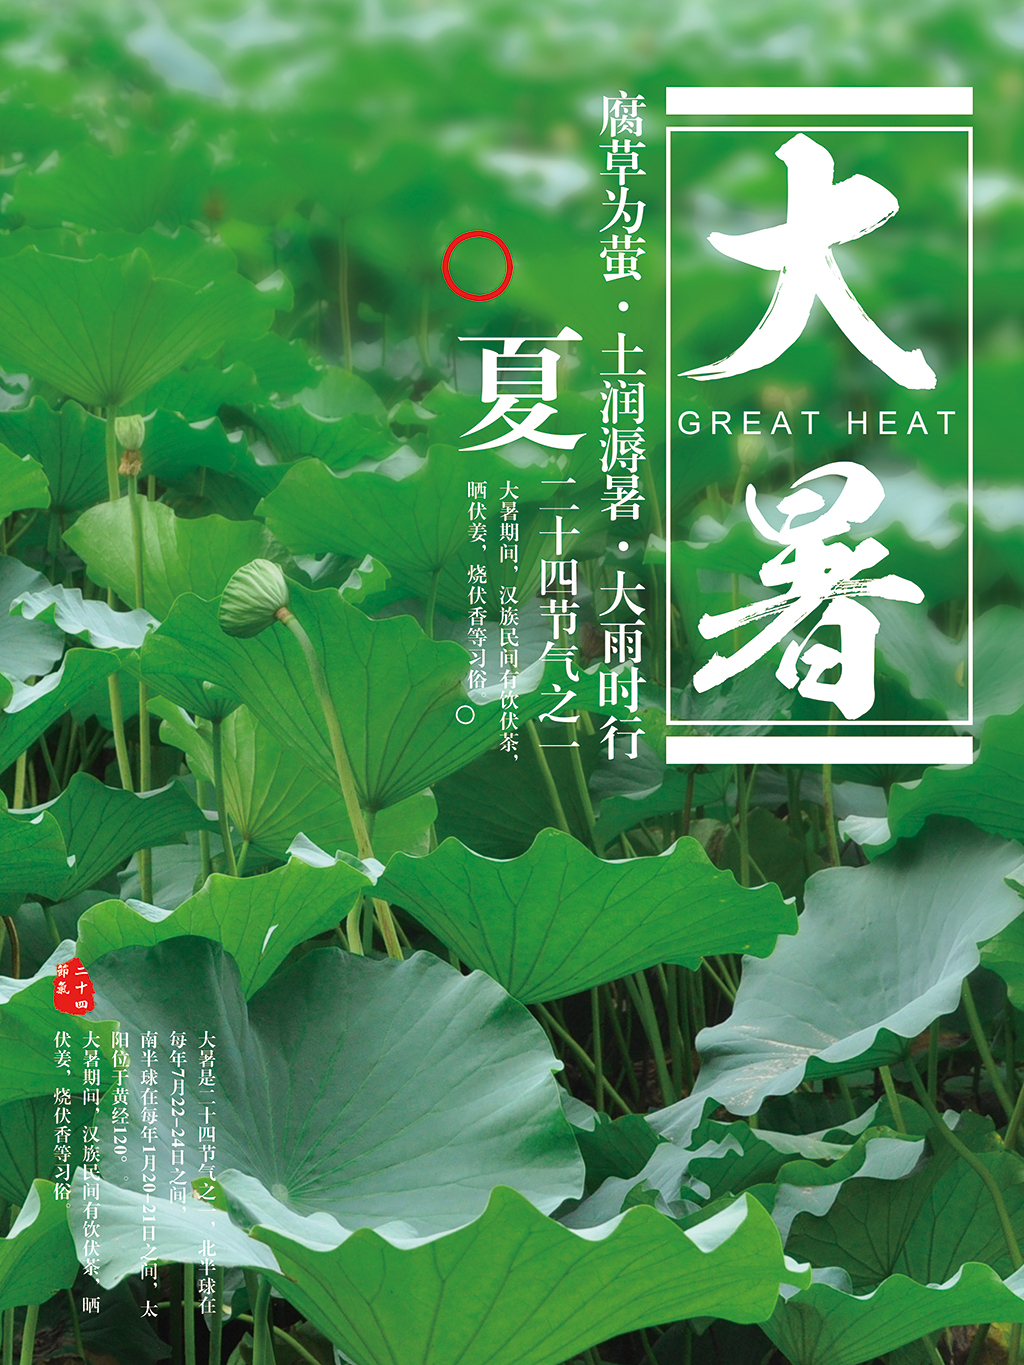 大暑
GREAT HEAT
腐草为萤·土润溽暑·大雨时行
夏
二十四节气之一
大暑期间，汉族民间有饮伏茶，
晒伏姜，烧伏香等习俗。
二十四
節氣
大暑是二十四节气之一，北半球在
每年7月22-24日之间，
南半球在每年1月20-21日之间，太
阳位于黄经120°。
大暑期间，汉族民间有饮伏茶，晒
伏姜，烧伏香等习俗。